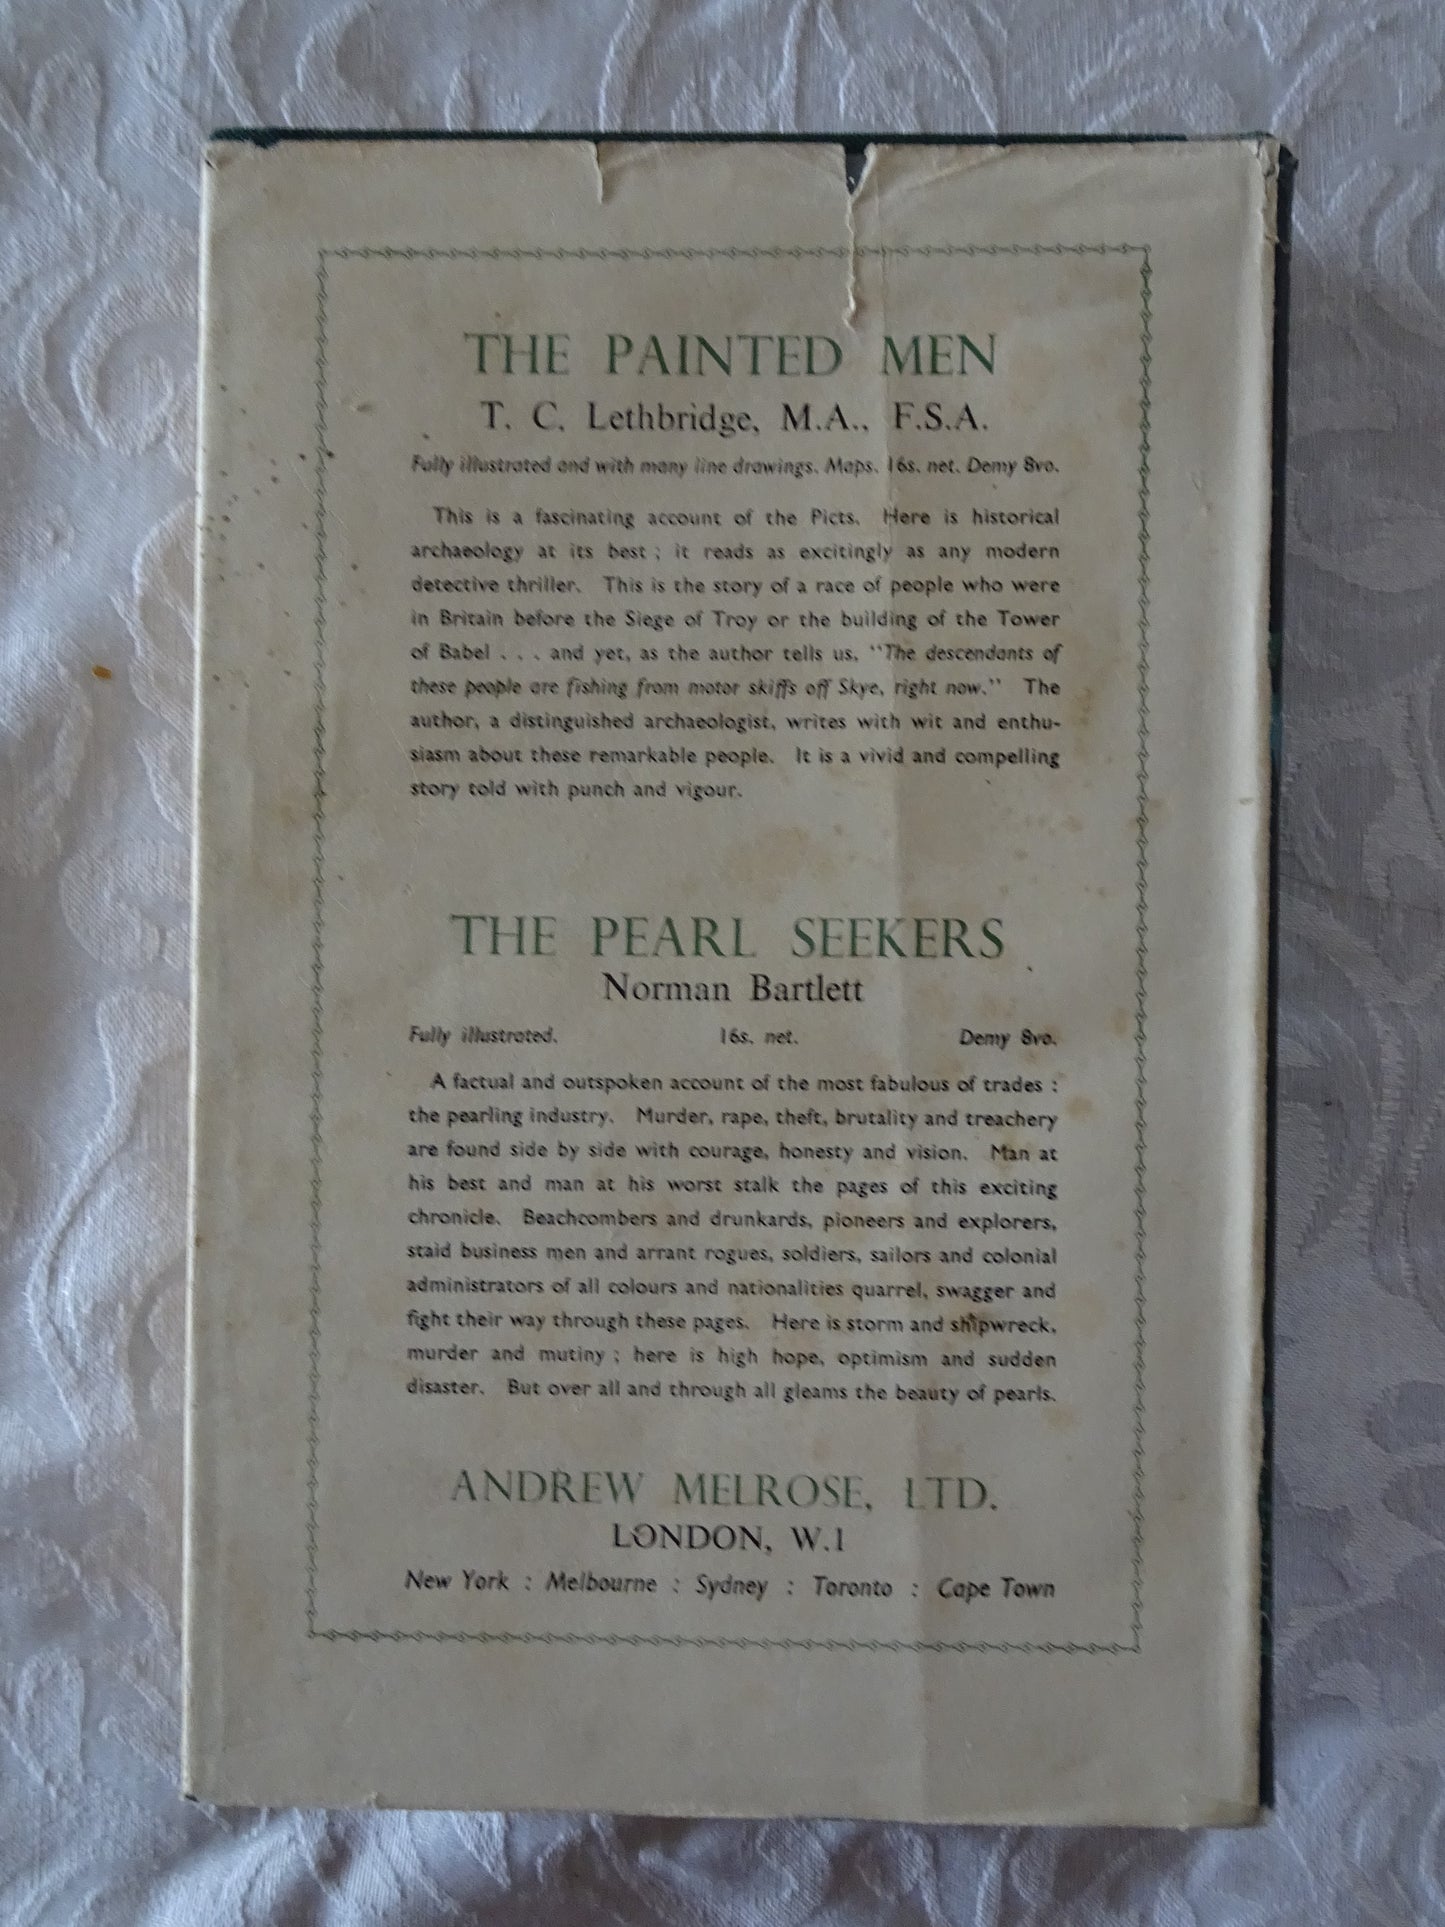 THE PAINTED MEN
T. C. Lethbridge, M.A., F.S.A.
Fully illustrated and with many line drawings. Maps. 16s. net. Demy 8vo.
This is a fascinating account of the Picts. Here is historical
archaeology at its best ; it reads as excitingly as any modern
detective thriller. This is the story of a race of people who were
in Britain before the Siege of Troy or the building of the Tower
of Babel . . . and yet, as the author tells us, "The descendants of
these people are fishing from motor skiffs off Skye, right now." The
author, a distinguished archaeologist, writes with wit and enthu-
siasm about these remarkable people. It is a vivid and compelling
story told with punch and vigour.
THE PEARL SEEKERS
Norman Bartlett
Fully illustrated. 16s. net. Demy 8vo.
A factual and outspoken account of the most fabulous of trades :
the pearling industry. Murder, rape, theft, brutality and treachery
are found side by side with courage, honesty and vision. Man at
his best and man at his worst stalk the pages of this exciting
chronicle. Beachcombers and drunkards, pioneers and explorers,
staid business men and arrant rogues, soldiers, sailors and colonial
administrators of all colours and nationalities quarrel, swagger and
fight their way through these pages. Here is storm and shipwreck,
murder and mutiny ; here is high hope, optimism and sudden
disaster. But over all and through all gleams the beauty of pearls.
ANDREW MELROSE, LTD.
LONDON, W.1
New York : Melbourne : Sydney : Toronto : Cape Town